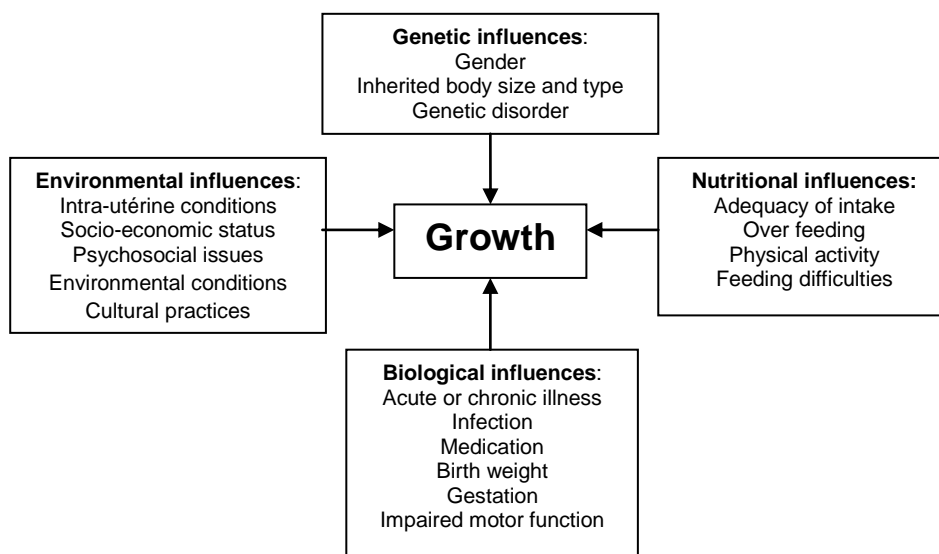 Genetic influences:
Gender
Inherited body size and type
Genetic disorder
Environmental influences:
Intra-utérine conditions
Socio-economic status
Psychosocial issues
Environmental conditions
Cultural practices
Growth
Nutritional influences:
Adequacy of intake
Over feeding
Physical activity
Feeding difficulties
Biological influences:
Acute or chronic illness
Infection
Medication
Birth weight
Gestation
Impaired motor function